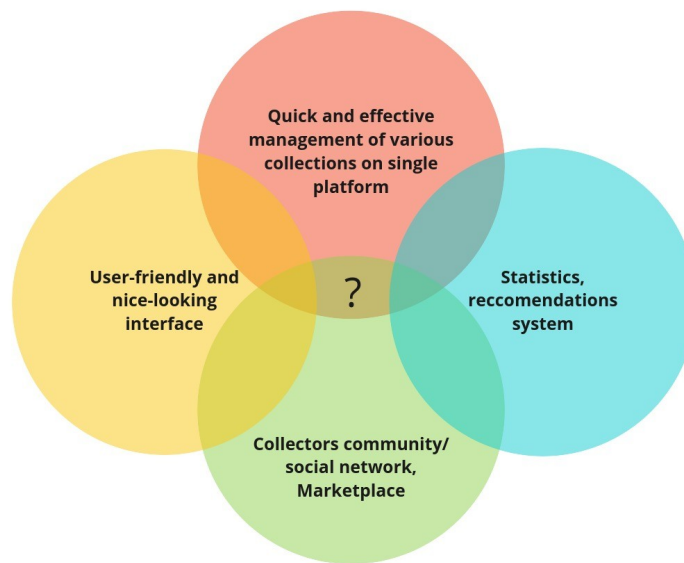 Quick and effective
management of various
collections on single
platform
User-friendly and
nice-looking
interface
?
Statistics,
reccomendations
system
Collectors community/
social network,
Marketplace